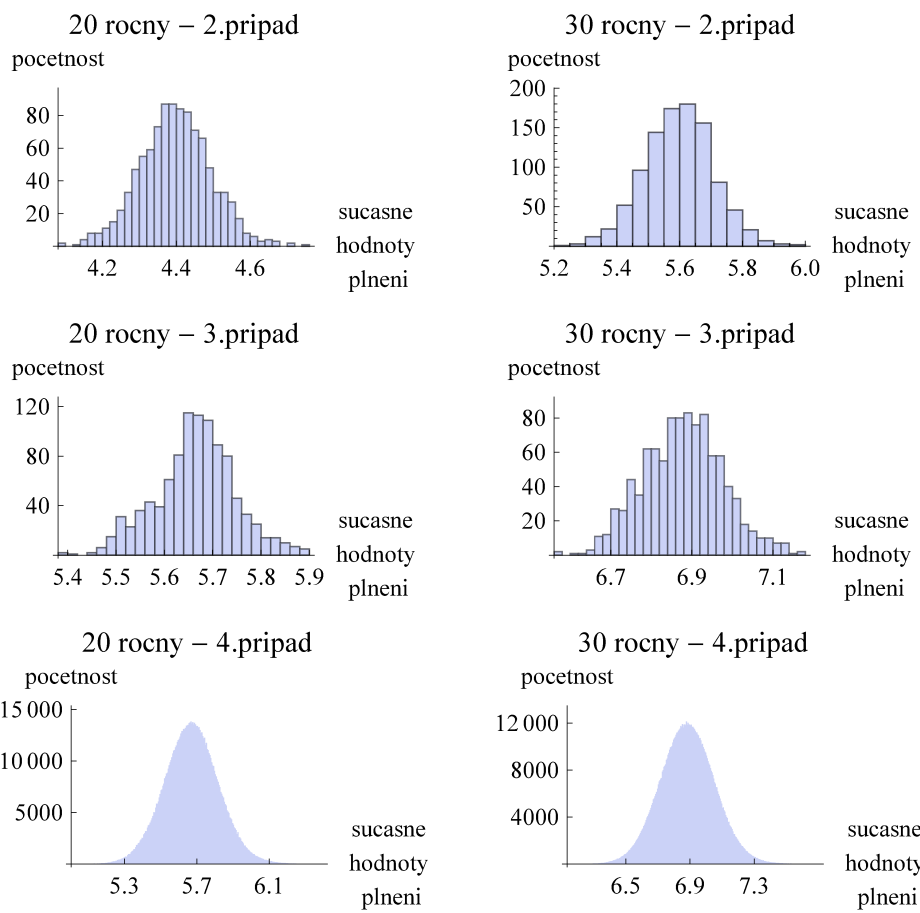 20 rocny − 2.pripad
pocetnost
80
60
40
20
4.2 4.4 4.6
sucasne
hodnoty
plneni
30 rocny − 2.pripad
pocetnost
200
150
100
50
5.2 5.4 5.6 5.8 6.0
sucasne
hodnoty
plneni
20 rocny − 3.pripad
pocetnost
120
80
40
5.4 5.5 5.6 5.7 5.8 5.9
sucasne
hodnoty
plneni
30 rocny − 3.pripad
pocetnost
80
60
40
20
6.7 6.9 7.1
sucasne
hodnoty
plneni
20 rocny − 4.pripad
pocetnost
15 000
10 000
5000
5.3 5.7 6.1
sucasne
hodnoty
plneni
30 rocny − 4.pripad
pocetnost
12 000
8000
4000
6.5 6.9 7.3
sucasne
hodnoty
plneni